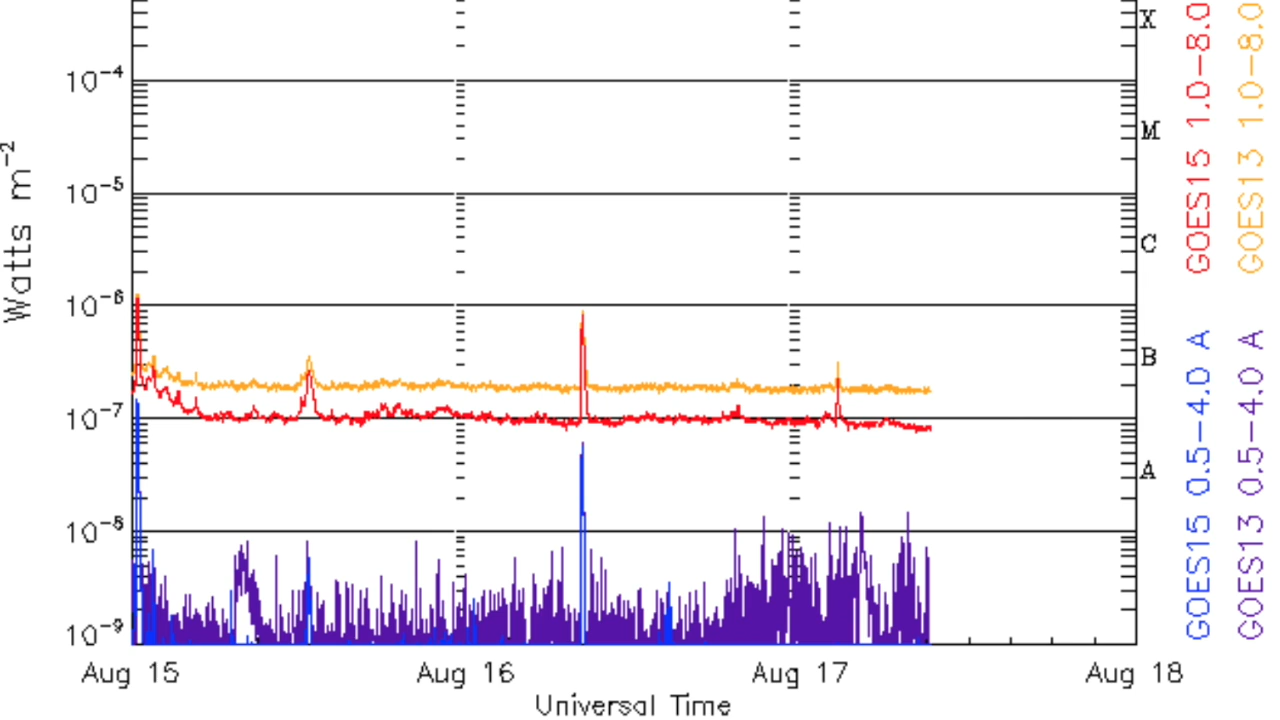 Watts m⁻²
10⁻⁴
10⁻⁵
10⁻⁶
10⁻⁷
10⁻⁸
10⁻⁹
X
M
C
B
A
Aug 15
Aug 16
Aug 17
Aug 18
Universal Time
GOES15 0.5–4.0 A
GOES15 1.0–8.0
GOES13 0.5–4.0 A
GOES13 1.0–8.0